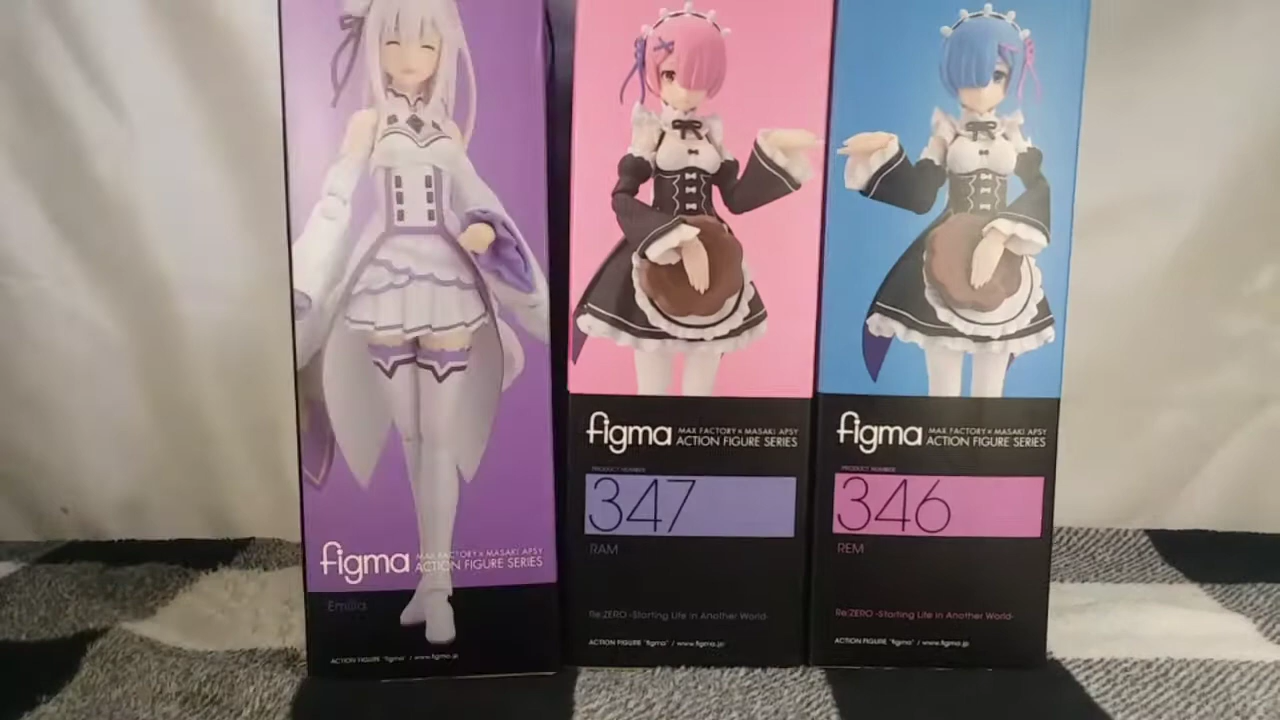 figma MAX FACTORY × MASAKI APSY
ACTION FIGURE SERIES
Emilia
ACTION FIGURE "figma" / www.figma.jp
figma MAX FACTORY × MASAKI APSY
ACTION FIGURE SERIES
PRODUCT NUMBER
347
RAM
Re:ZERO -Starting Life in Another World-
ACTION FIGURE "figma" / www.figma.jp
figma MAX FACTORY × MASAKI APSY
ACTION FIGURE SERIES
PRODUCT NUMBER
346
REM
Re:ZERO -Starting Life in Another World-
ACTION FIGURE "figma" / www.figma.jp